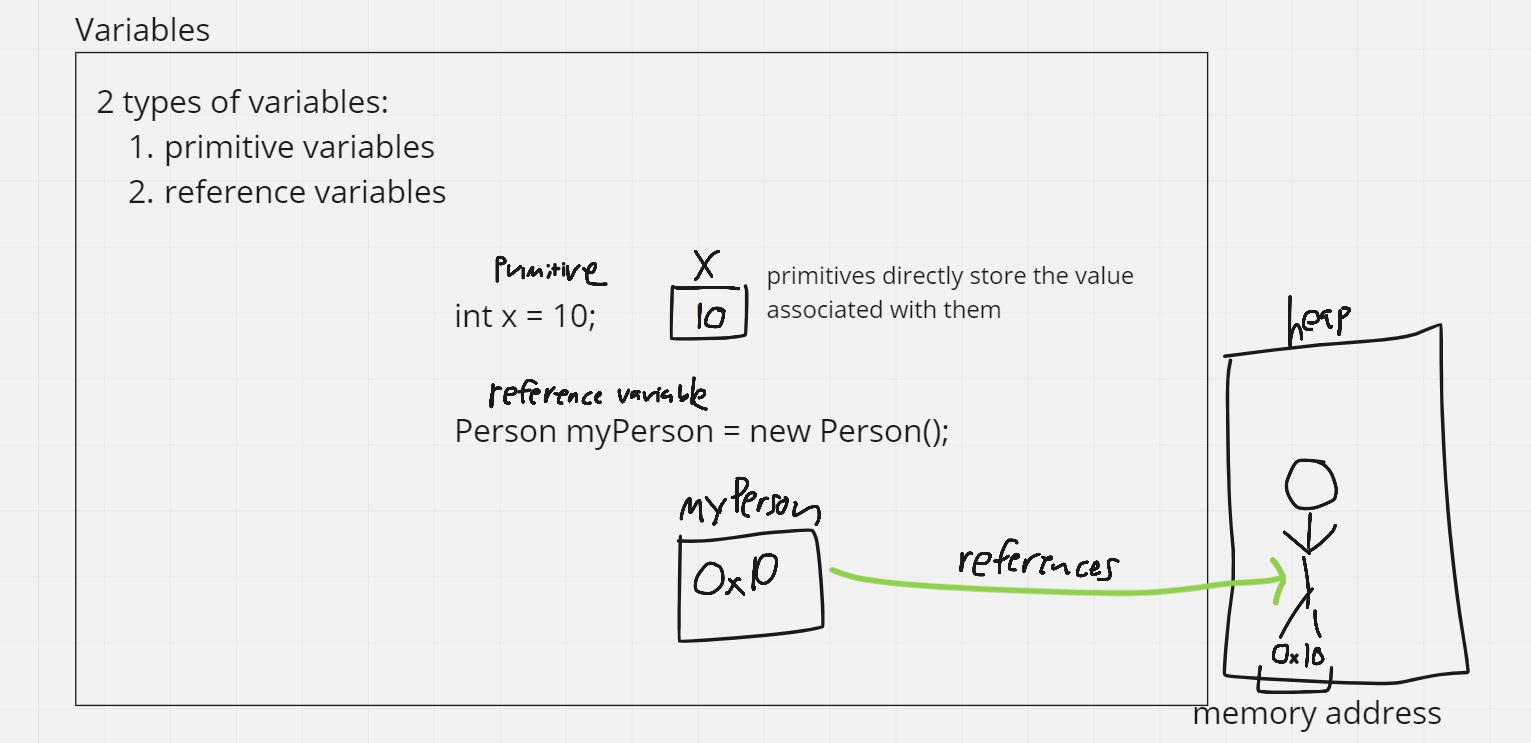 Variables
2 types of variables:
1. primitive variables
2. reference variables
Primitive
int x = 10;
X
10
primitives directly store the value
associated with them
reference variable
Person myPerson = new Person();
myPerson
0x10
references
heap
0x10
memory address